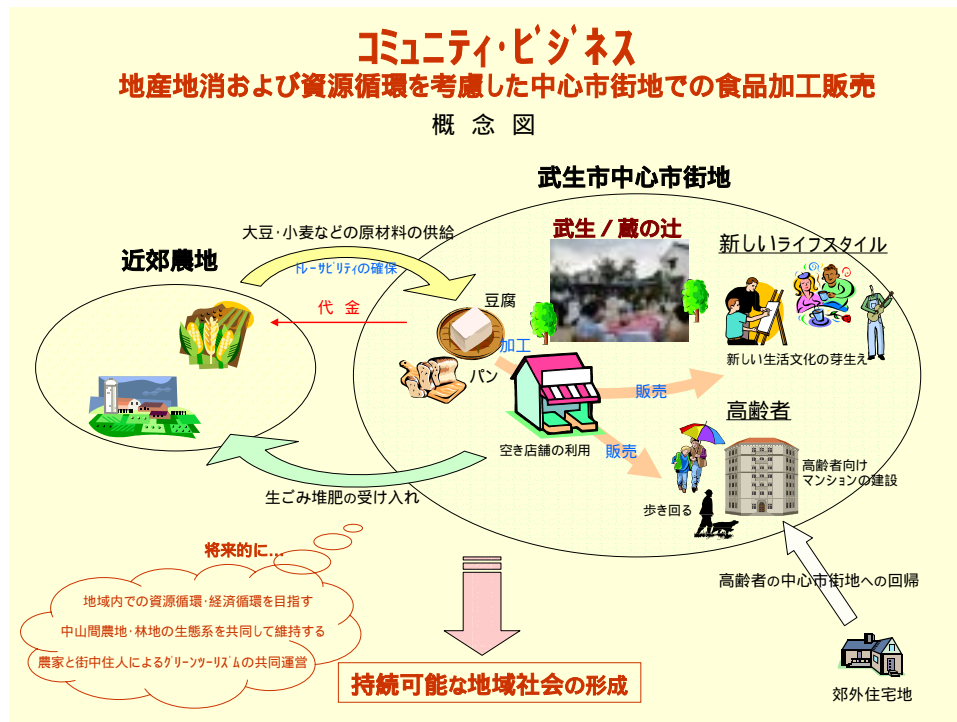 コミュニティ・ビジネス
地産地消および資源循環を考慮した中心市街地での食品加工販売
概 念 図
武生市中心市街地
武生 / 蔵の辻
大豆・小麦などの原材料の供給
新しいライフスタイル
近郊農地
トレーサビリティの確保
代 金
豆腐
加工
新しい生活文化の芽生え
パン
販売
高齢者
空き店舗の利用
販売
高齢者向け
マンションの建設
生ごみ堆肥の受け入れ
歩き回る
将来的に...
高齢者の中心市街地への回帰
地域内での資源循環・経済循環を目指す
中山間農地・林地の生態系を共同して維持する
農家と街中住人によるグリーンツーリズムの共同運営
持続可能な地域社会の形成
郊外住宅地